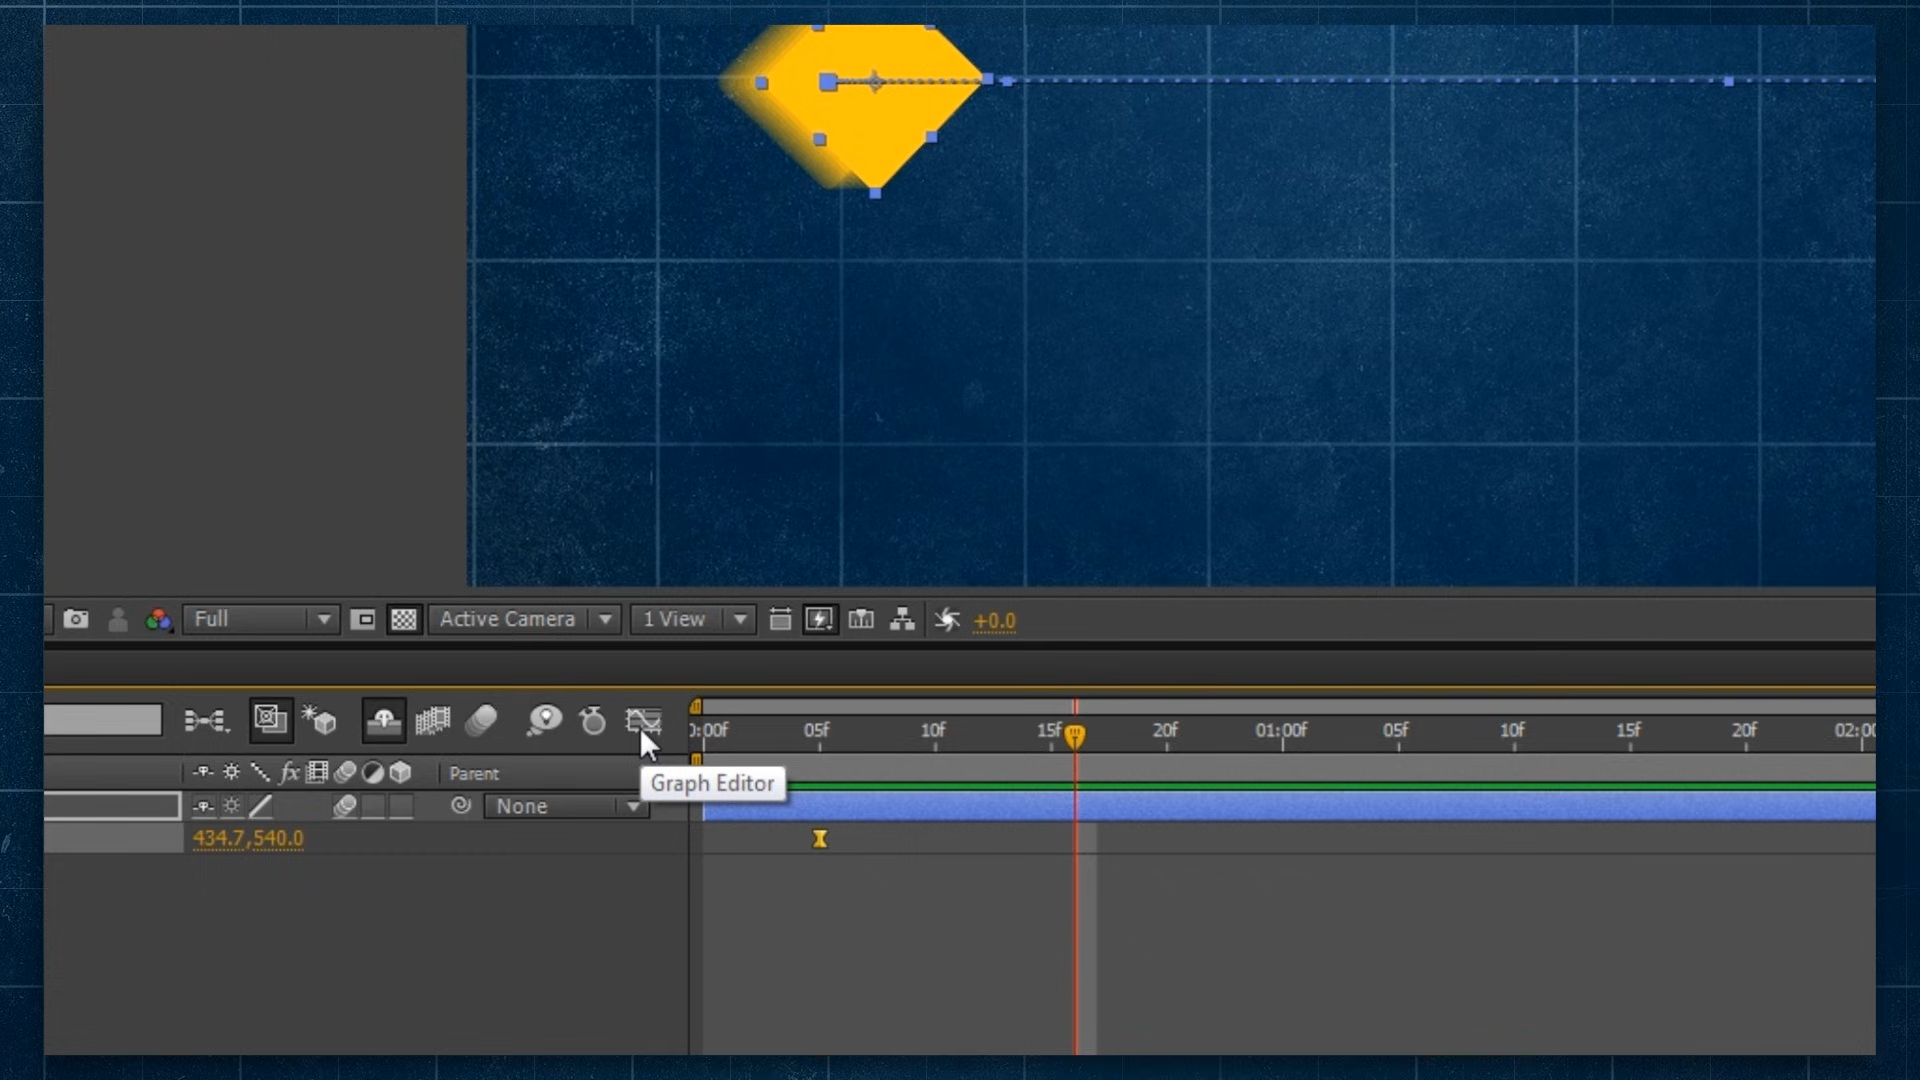 Full
Active Camera
1 View
+0.0
0:00f 05f 10f 15f 20f 01:00f 05f 10f 15f 20f 02:00
fx
Parent
Graph Editor
None
434.7,540.0